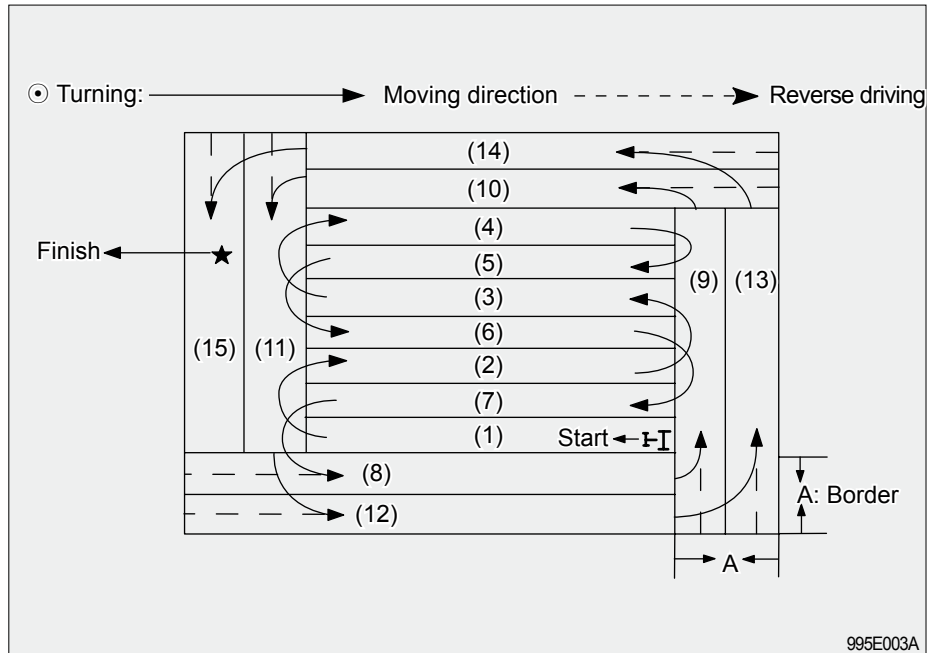 ⊙ Turning: Moving direction Reverse driving
(14)
(10)
(4)
Finish
(5)
(3)
(9) (13)
(6)
(15) (11)
(2)
(7)
(1) Start
(8)
A: Border
(12)
A
995E003A